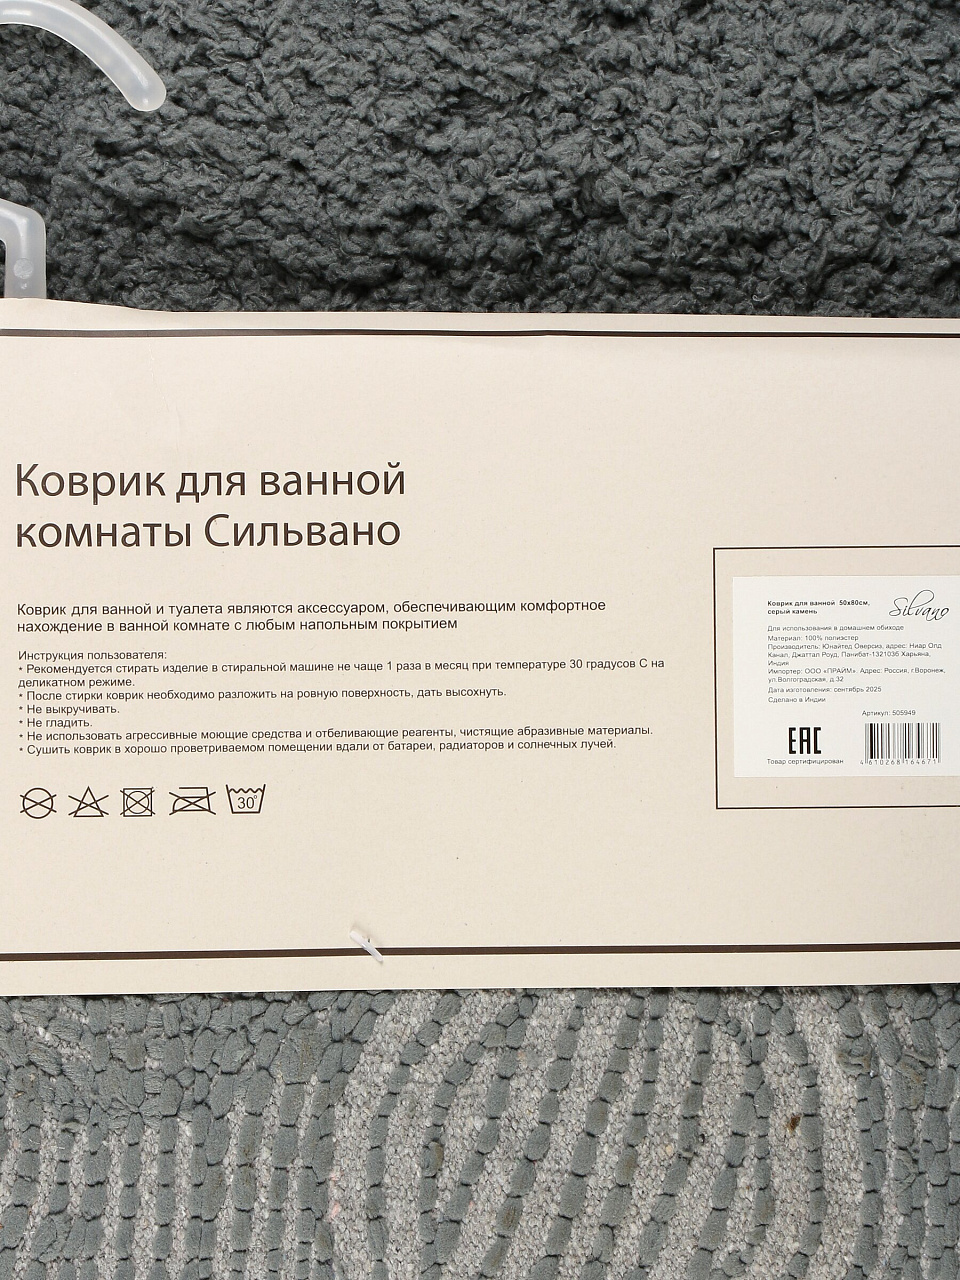 Коврик для ванной
комнаты Сильвано
Коврик для ванной и туалета являются аксессуаром, обеспечивающим комфортное
нахождение в ванной комнате с любым напольным покрытием
Инструкция пользователя:
* Рекомендуется стирать изделие в стиральной машине не чаще 1 раза в месяц при температуре 30 градусов С на
деликатном режиме.
* После стирки коврик необходимо разложить на ровную поверхность, дать высохнуть.
* Не выкручивать.
* Не гладить.
* Не использовать агрессивные моющие средства и отбеливающие реагенты, чистящие абразивные материалы.
* Сушить коврик в хорошо проветриваемом помещении вдали от батареи, радиаторов и солнечных лучей.
30°
Коврик для ванной 50x80см,
серый камень
Silvano
Для использования в домашнем обиходе
Материал: 100% полиэстер
Производитель: Юнайтед Оверсиз, адрес: Ниар Олд
Канал, Джаттал Роуд, Панибат-132103б Харьяна,
Индия
Импортер: ООО «ПРАЙМ». Адрес: Россия, г.Воронеж,
ул.Волгоградская, д.32
Дата изготовления: сентябрь 2025
Сделано в Индии
Артикул: 505949
ЕАС
Товар сертифицирован
4 610268 164671